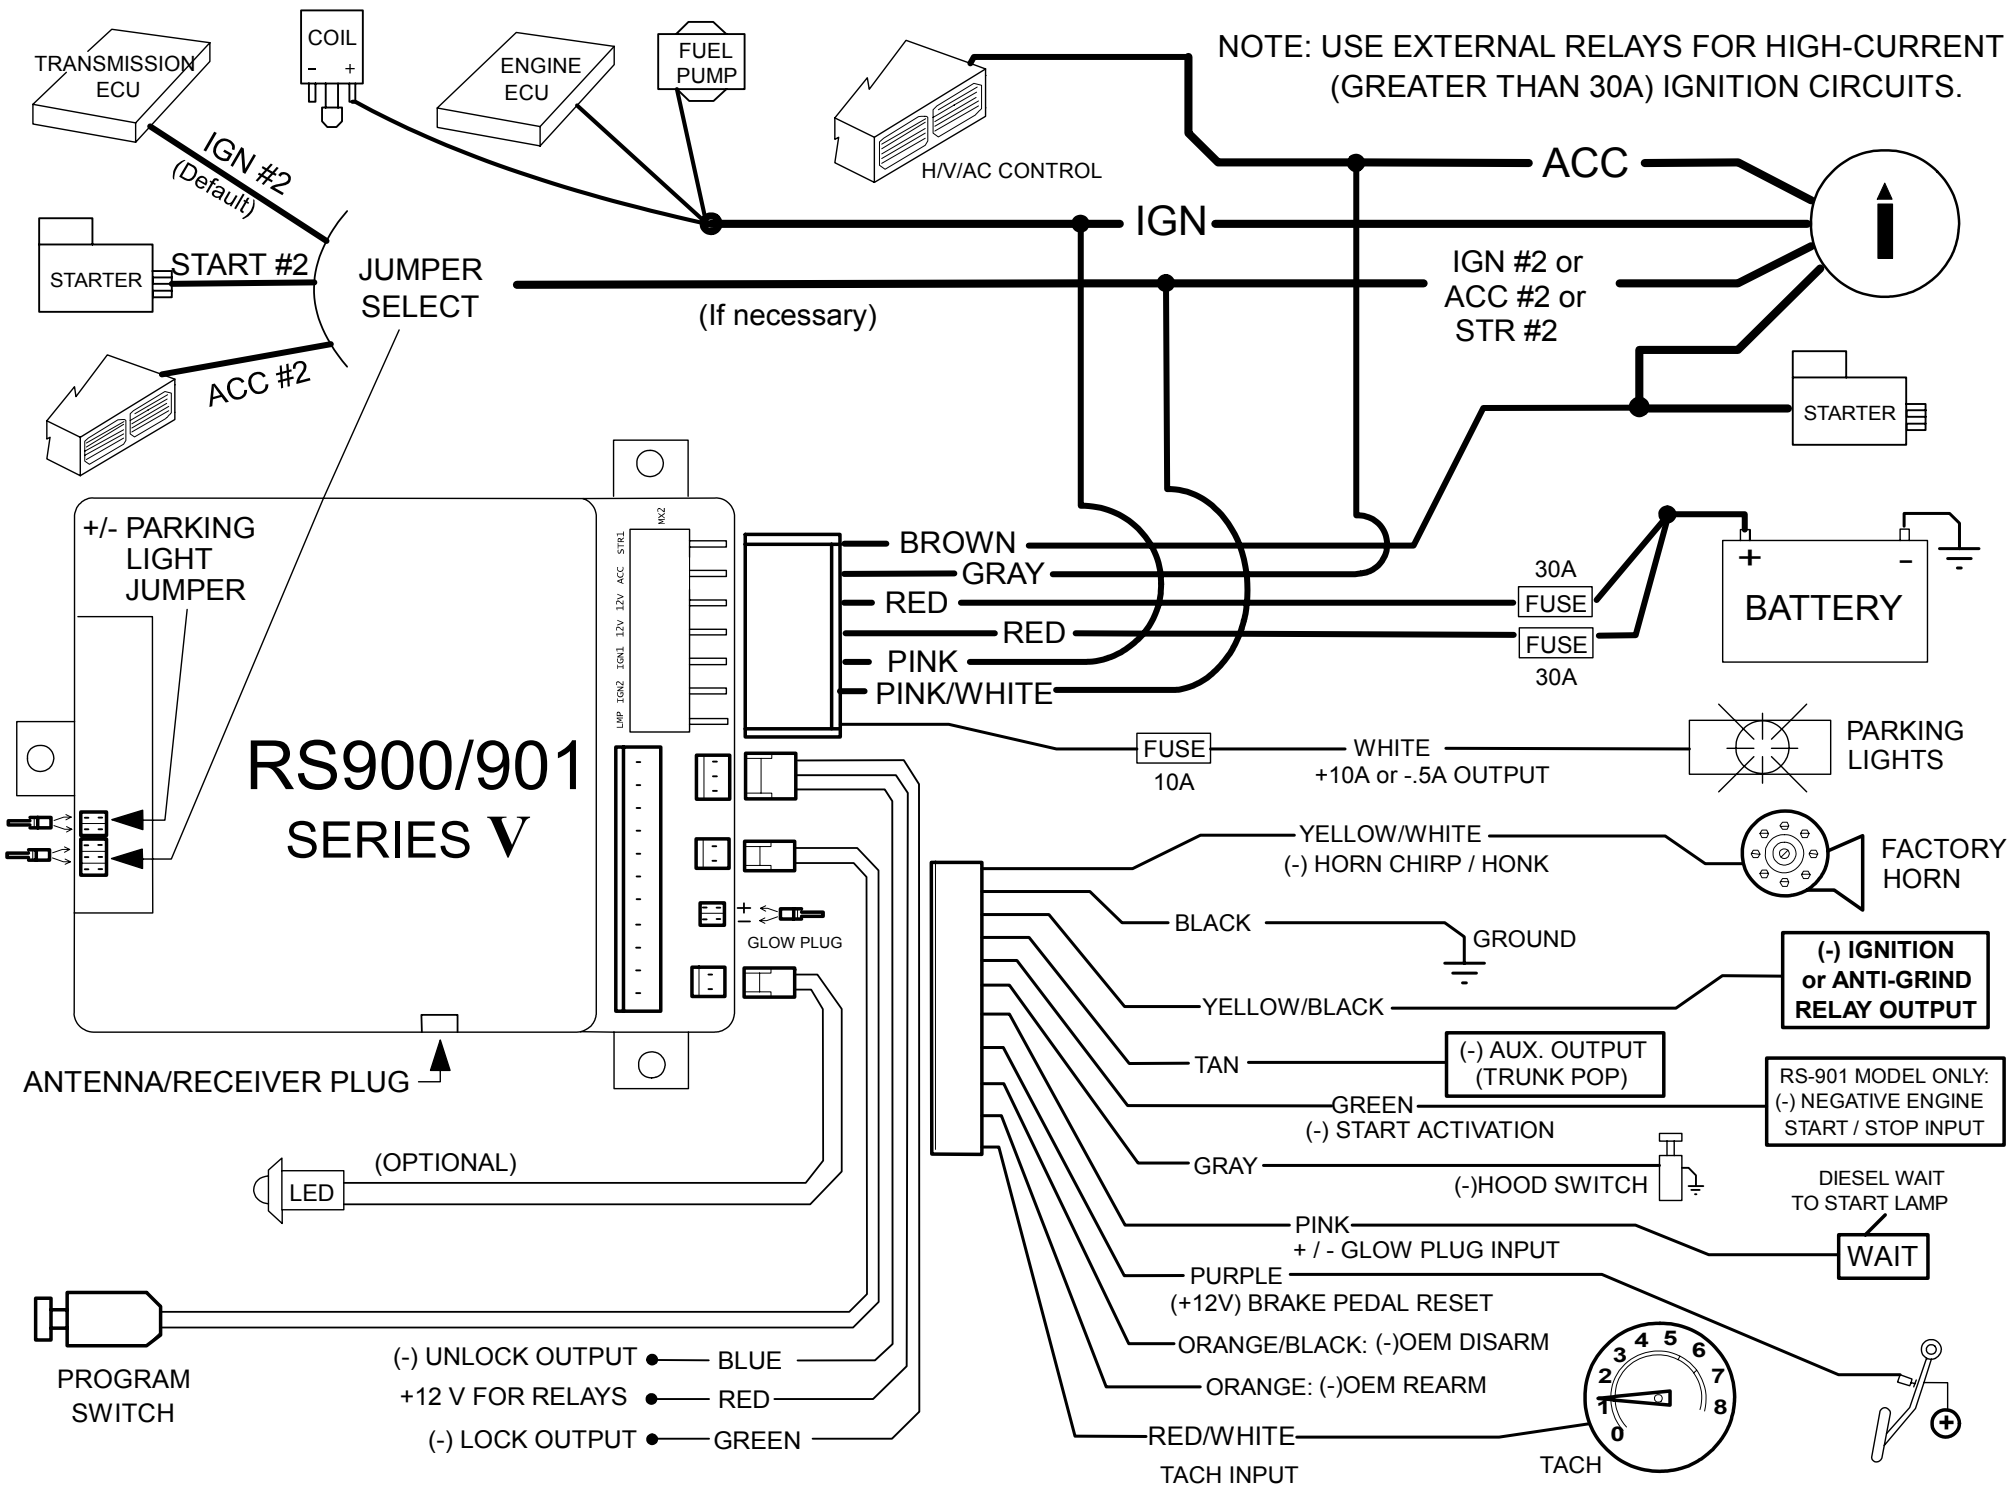 NOTE: USE EXTERNAL RELAYS FOR HIGH-CURRENT
(GREATER THAN 30A) IGNITION CIRCUITS.
TRANSMISSION
ECU
COIL
- +
ENGINE
ECU
FUEL
PUMP
H/V/AC CONTROL
ACC
IGN
IGN #2
(Default)
STARTER
START #2
ACC #2
JUMPER
SELECT
(If necessary)
IGN #2 or
ACC #2 or
STR #2
STARTER
+/- PARKING
LIGHT
JUMPER
MX2
LMP IGN2 IGN1 12V 12V ACC STR1
RS900/901
SERIES V
BROWN
GRAY
RED
RED
PINK
PINK/WHITE
30A
FUSE
FUSE
30A
+ -
BATTERY
FUSE
10A
WHITE
+10A or -.5A OUTPUT
PARKING
LIGHTS
YELLOW/WHITE
(-) HORN CHIRP / HONK
FACTORY
HORN
BLACK
GROUND
+
-
GLOW PLUG
YELLOW/BLACK
(-) IGNITION
or ANTI-GRIND
RELAY OUTPUT
TAN
(-) AUX. OUTPUT
(TRUNK POP)
GREEN
(-) START ACTIVATION
RS-901 MODEL ONLY:
(-) NEGATIVE ENGINE
START / STOP INPUT
GRAY
(-)HOOD SWITCH
DIESEL WAIT
TO START LAMP
WAIT
PINK
+ / - GLOW PLUG INPUT
PURPLE
(+12V) BRAKE PEDAL RESET
ORANGE/BLACK: (-)OEM DISARM
ORANGE: (-)OEM REARM
RED/WHITE
TACH INPUT
TACH
0 1 2 3 4 5 6 7 8
+
ANTENNA/RECEIVER PLUG
(OPTIONAL)
LED
PROGRAM
SWITCH
(-) UNLOCK OUTPUT
BLUE
+12 V FOR RELAYS
RED
(-) LOCK OUTPUT
GREEN